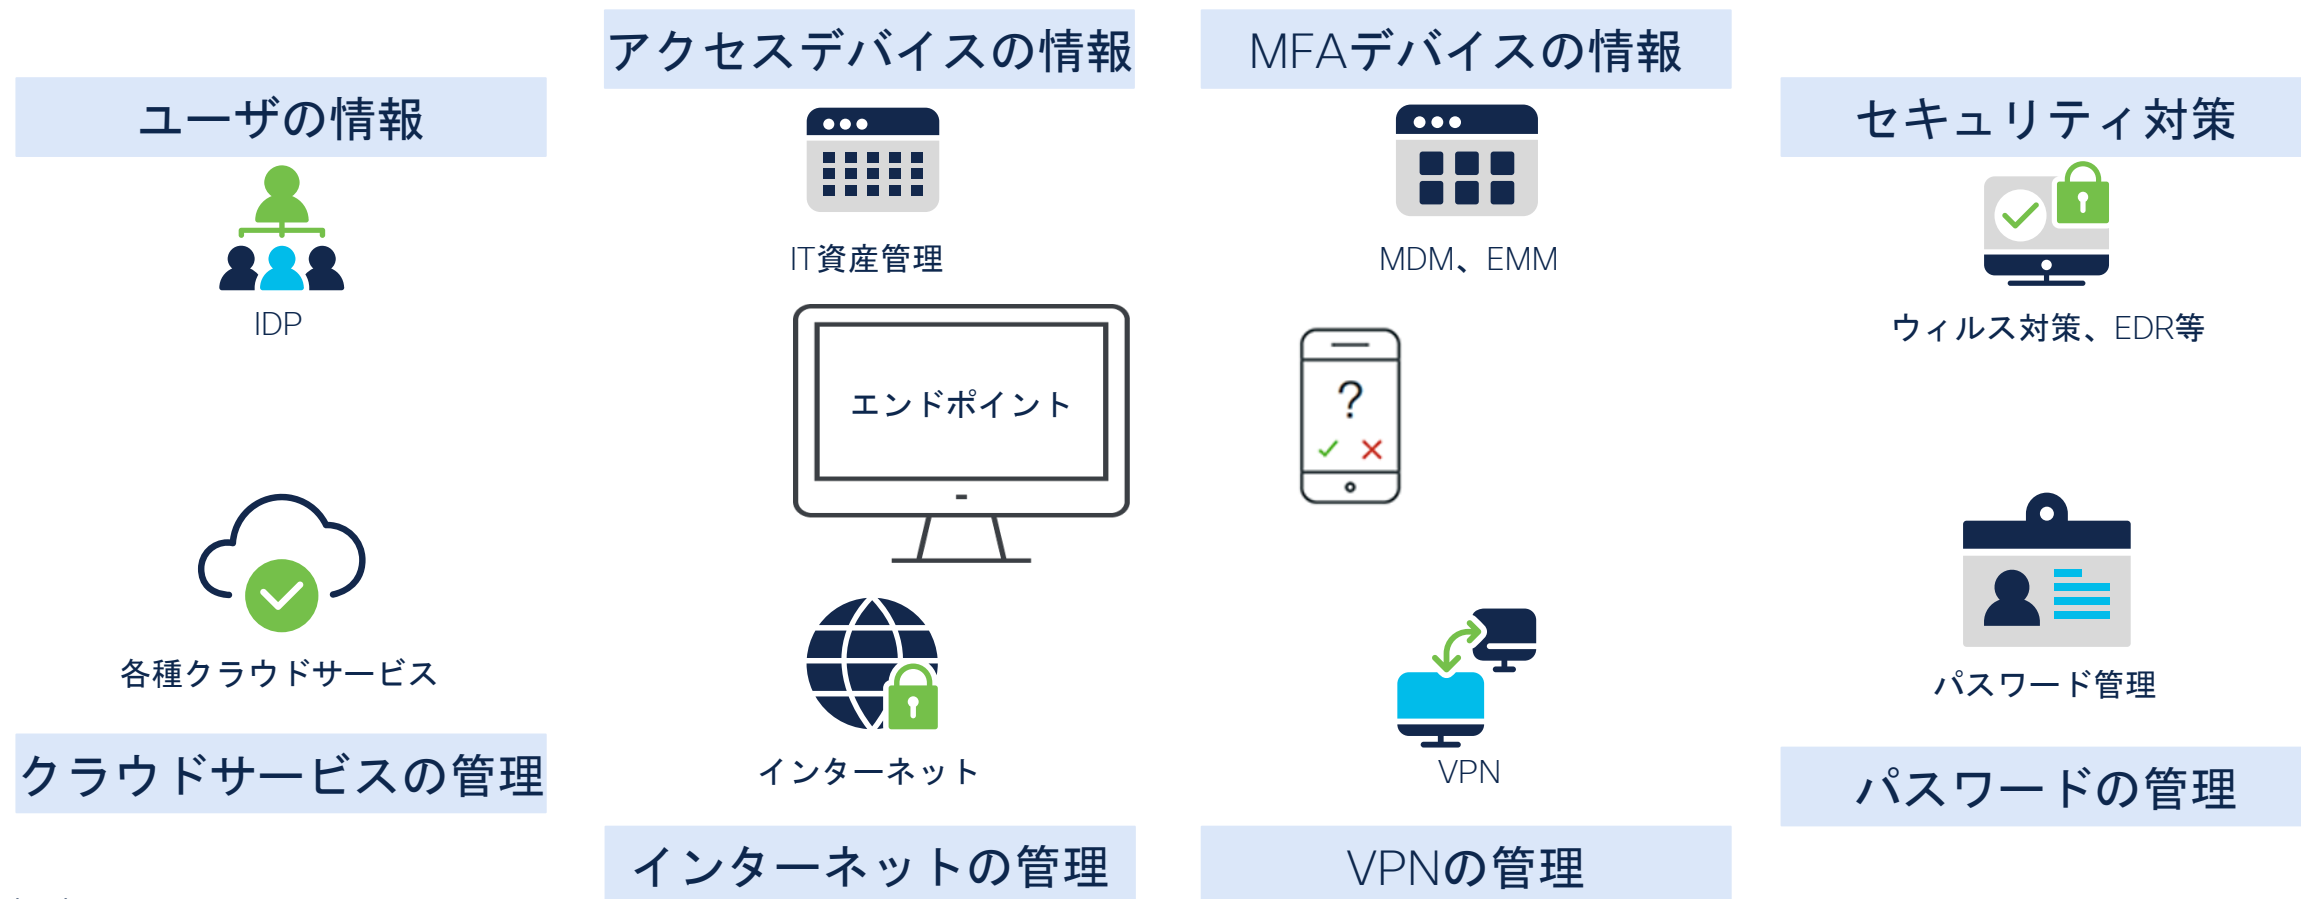 アクセスデバイスの情報
MFAデバイスの情報
ユーザの情報
セキュリティ対策
IT資産管理
MDM、EMM
IDP
ウィルス対策、EDR等
エンドポイント
?
各種クラウドサービス
パスワード管理
インターネット
VPN
クラウドサービスの管理
パスワードの管理
インターネットの管理
VPNの管理